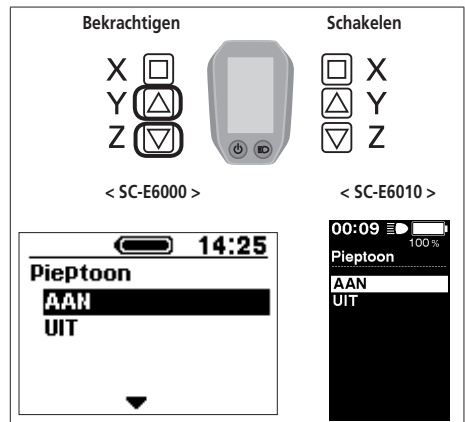 Bekrachtigen Schakelen
X X
Y Y
Z Z
< SC-E6000 > < SC-E6010 >
14:25
Pieptoon
AAN
UIT
00:09
100 %
Pieptoon
AAN
UIT